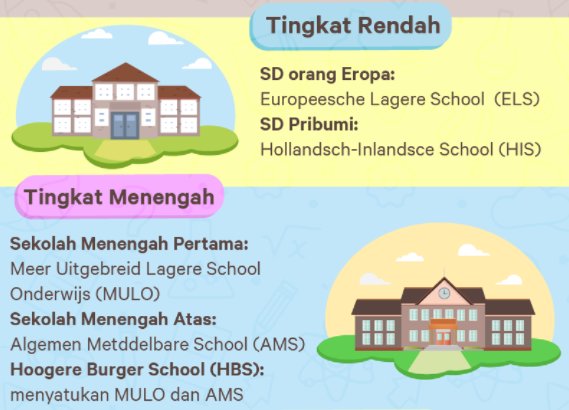 Tingkat Rendah
SD orang Eropa:
Europeesche Lagere School (ELS)
SD Pribumi:
Hollandsch-Inlandsce School (HIS)
Tingkat Menengah
Sekolah Menengah Pertama:
Meer Uitgebreid Lagere School
Onderwijs (MULO)
Sekolah Menengah Atas:
Algemen Metddelbare School (AMS)
Hoogere Burger School (HBS):
menyatukan MULO dan AMS